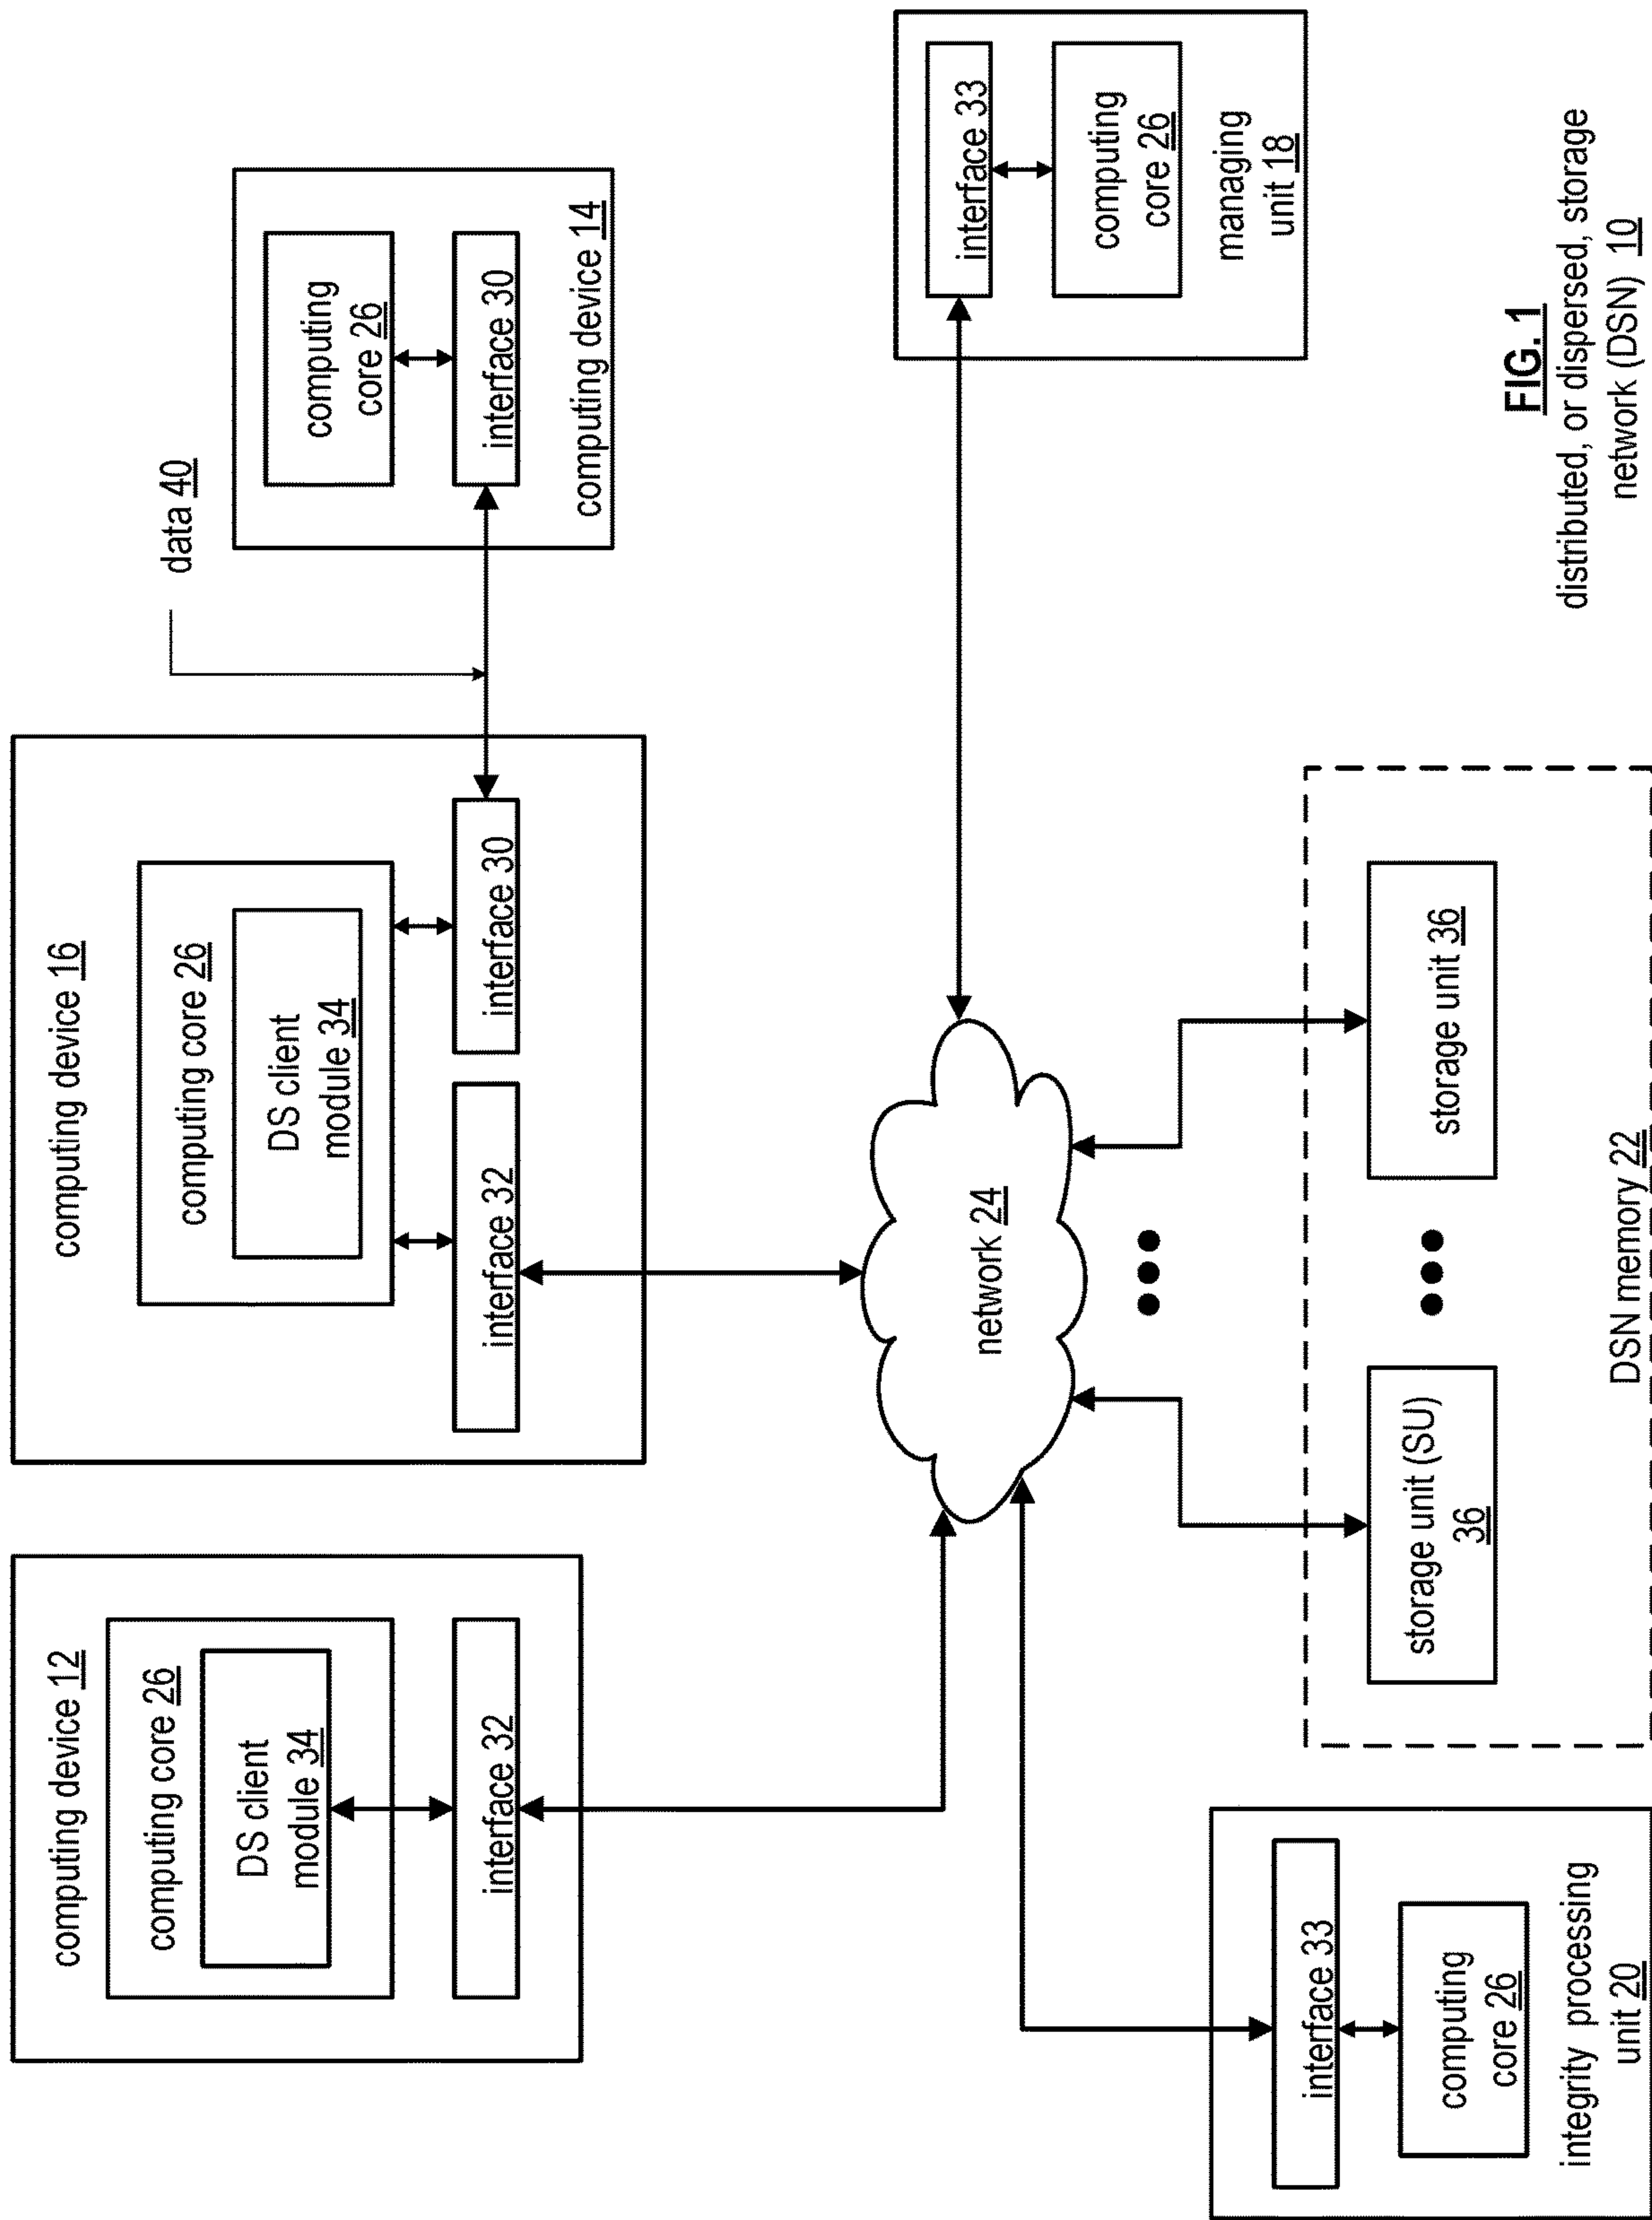 computing device 12
computing core 26
DS client
module 34
interface 32
computing device 16
computing core 26
DS client
module 34
interface 32
interface 30
data 40
computing
core 26
interface 30
computing device 14
network 24
interface 33
computing
core 26
managing
unit 18
interface 33
computing
core 26
integrity processing
unit 20
storage unit (SU)
36
storage unit 36
DSN memory 22
FIG. 1
distributed, or dispersed, storage
network (DSN) 10